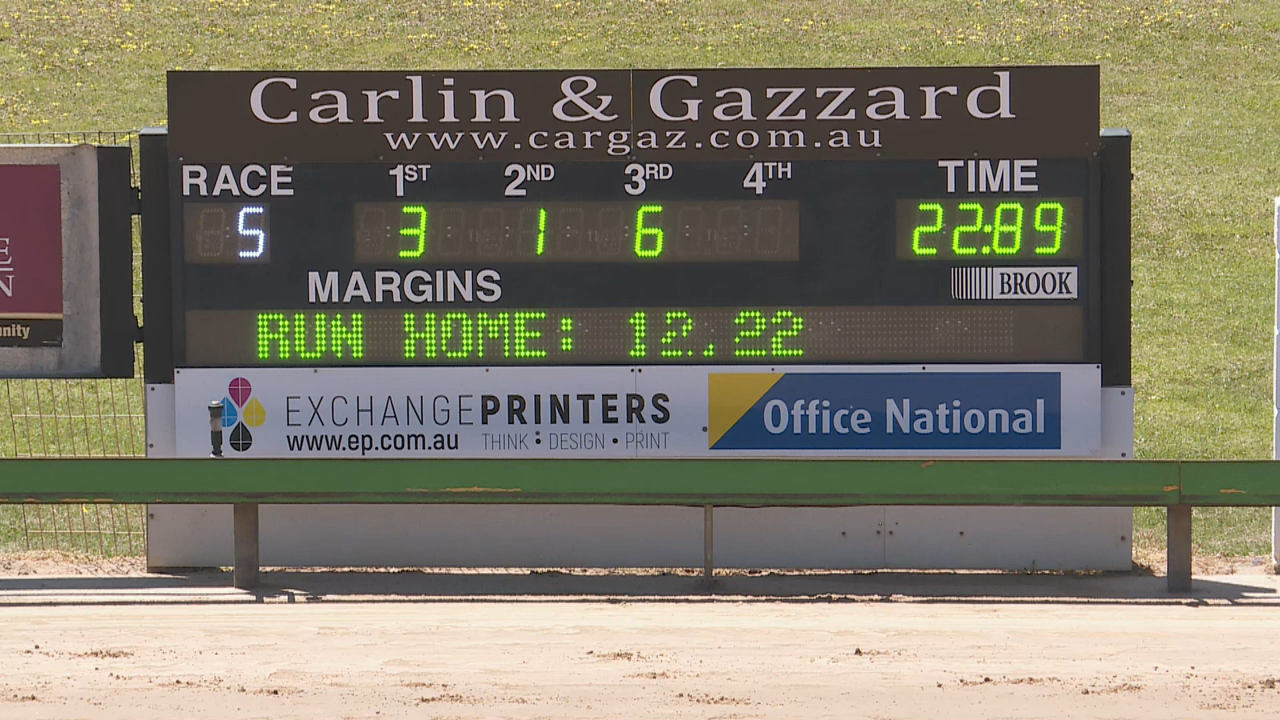 Carlin & Gazzard
www.cargaz.com.au
RACE 1ST 2ND 3RD 4TH TIME
5 3 1 6 22:89
MARGINS BROOK
RUN HOME: 12.22
EXCHANGEPRINTERS
www.ep.com.au THINK • DESIGN • PRINT
Office National
E
N
nity